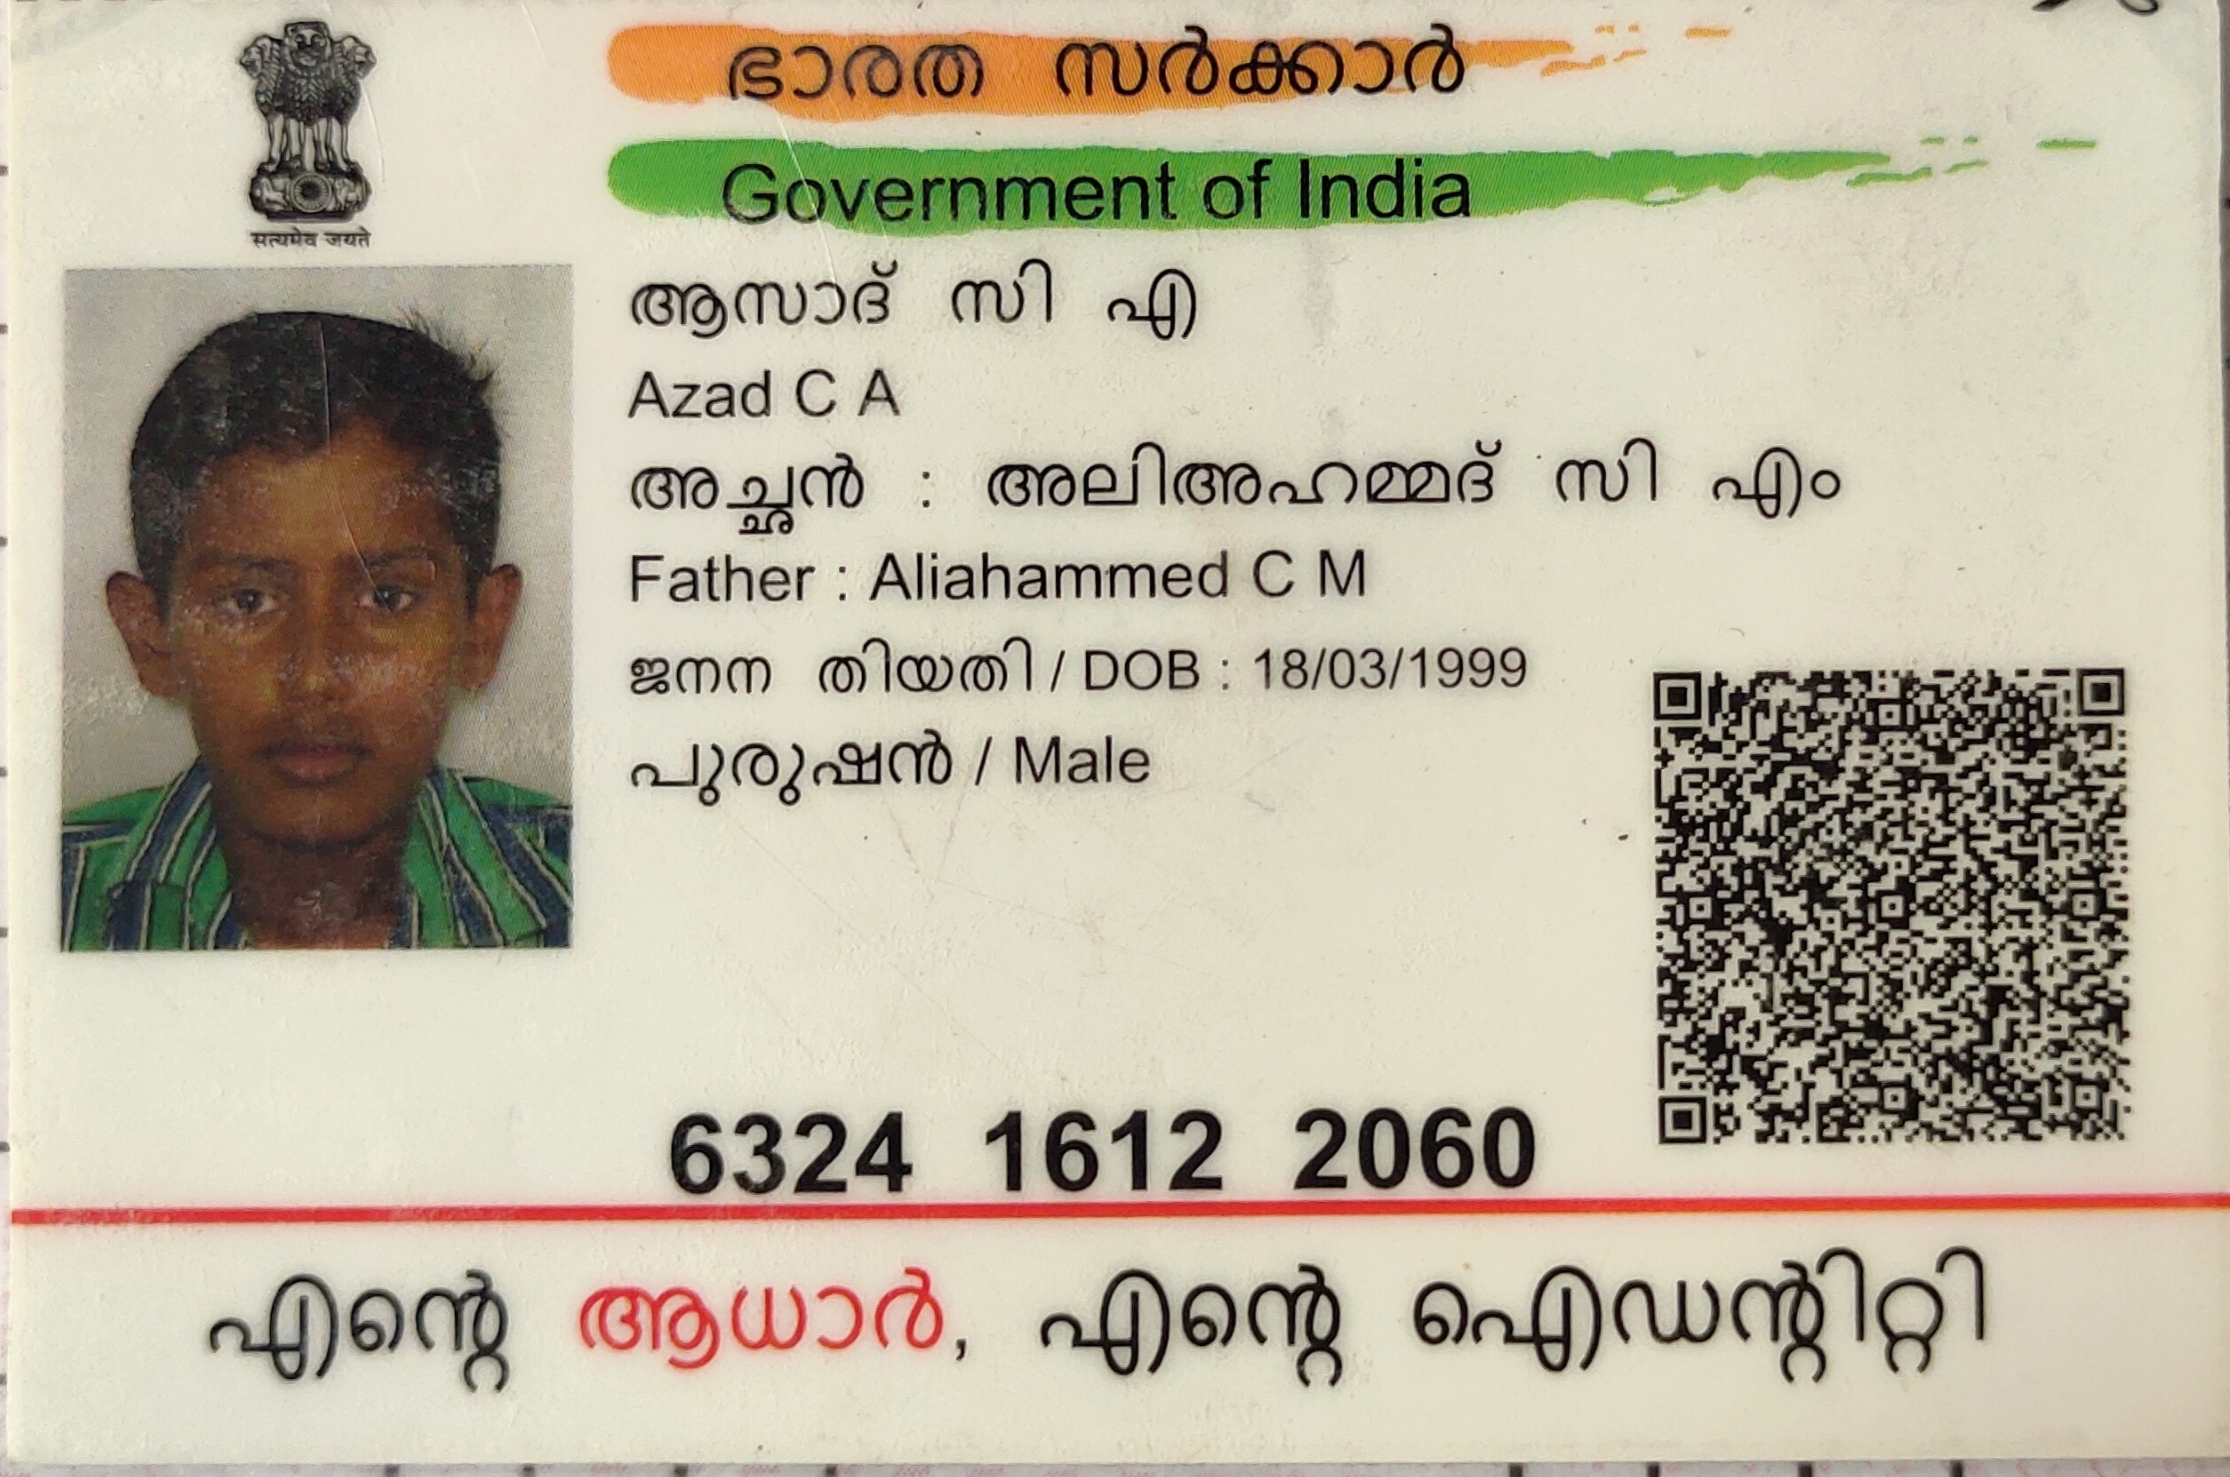 ഭാരത സർക്കാർ
Government of India
सत्यमेव जयते
ആസാദ് സി എ
Azad C A
അച്ഛൻ : അലിഅഹമ്മദ് സി എം
Father : Aliahammed C M
ജനന തിയതി / DOB : 18/03/1999
പുരുഷൻ / Male
6324 1612 2060
എന്റെ ആധാർ, എന്റെ ഐഡന്റിറ്റി